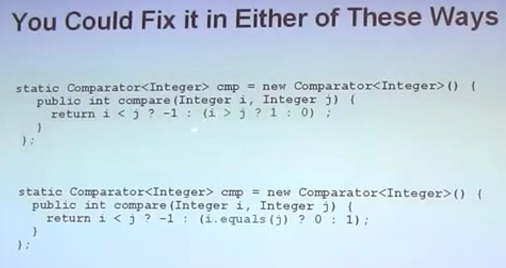 You Could Fix it in Either of These Ways
static Comparator<Integer> cmp = new Comparator<Integer>() {
public int compare(Integer i, Integer j) {
return i < j ? -1 : (i > j ? 1 : 0) ;
}
};
static Comparator<Integer> cmp = new Comparator<Integer>() {
public int compare(Integer i, Integer j) {
return i < j ? -1 : (i.equals(j) ? 0 : 1);
}
};